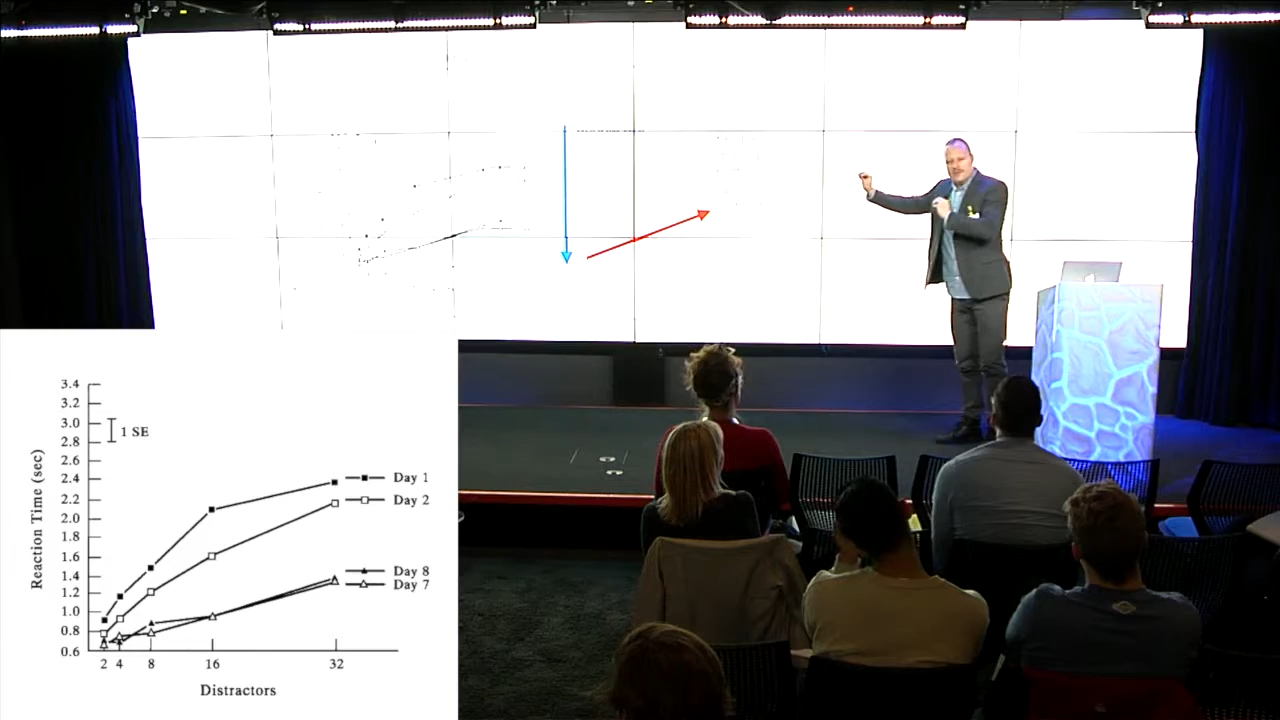 3.4
3.2
3.0
2.8
2.6
2.4
2.2
2.0
1.8
1.6
1.4
1.2
1.0
0.8
0.6
1 SE
Reaction Time (sec)
Day 1
Day 2
Day 8
Day 7
2 4 8 16 32
Distractors